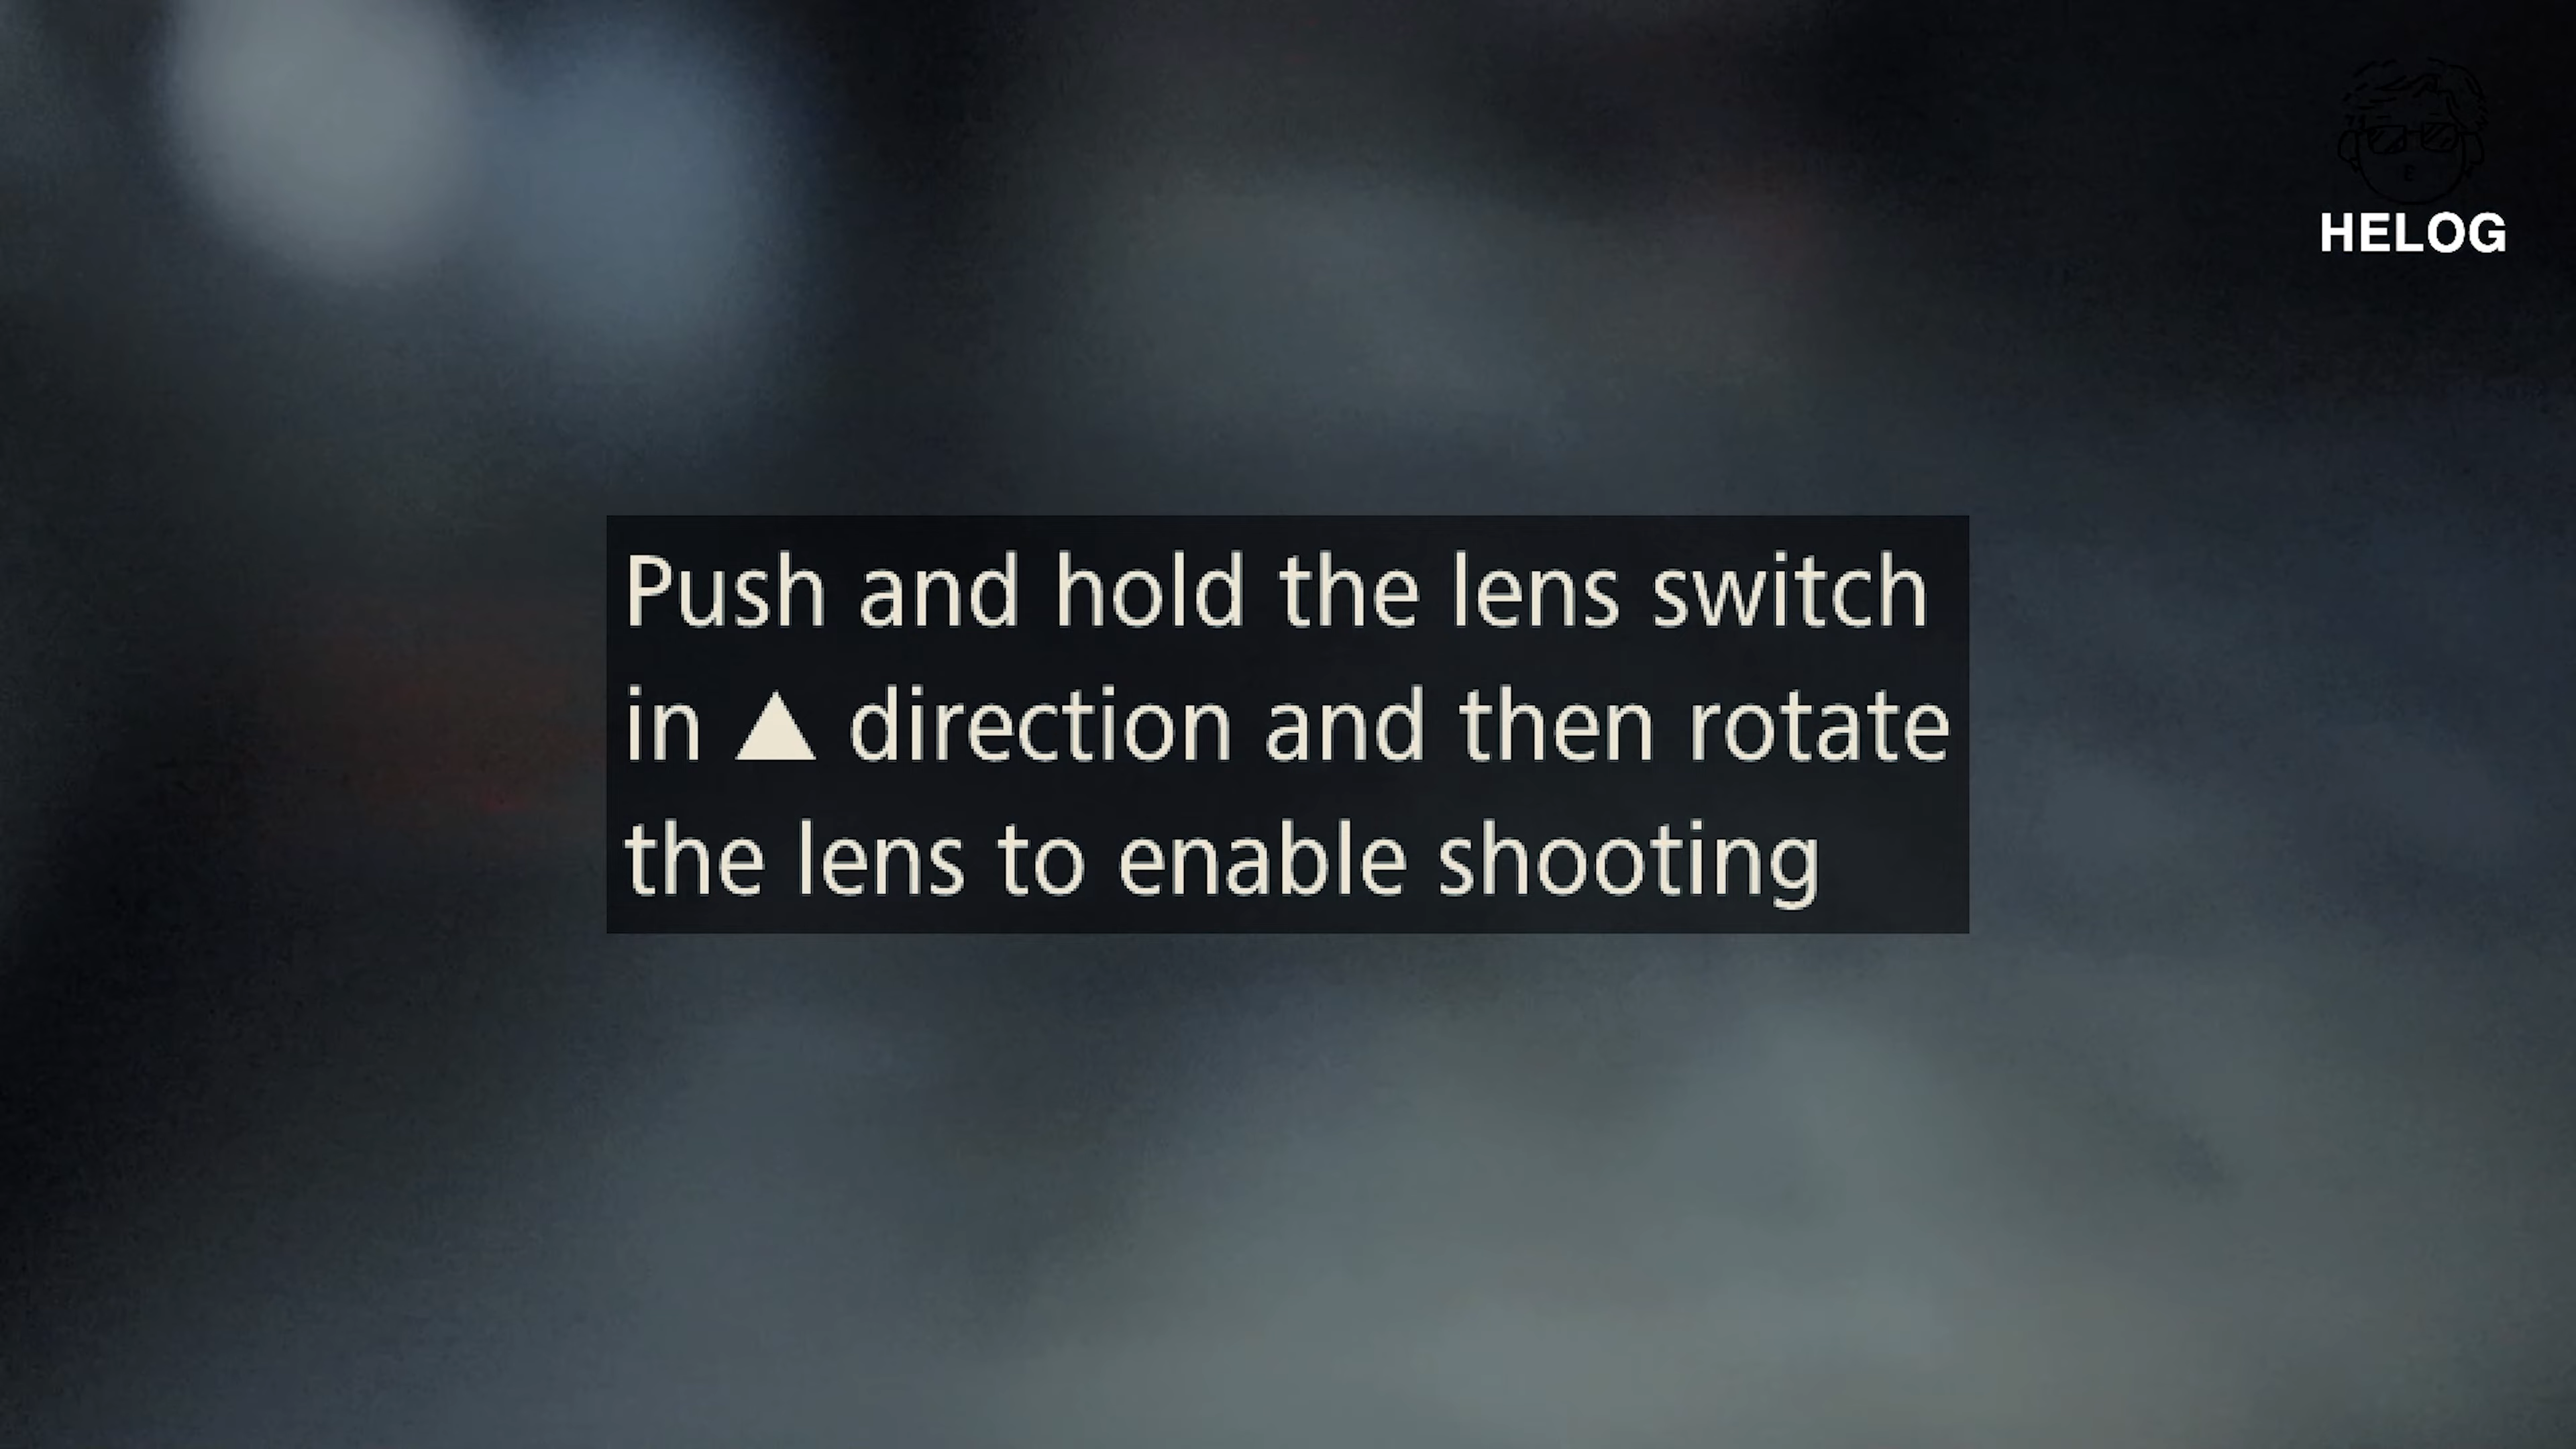 HELOG
Push and hold the lens switch
in ▲ direction and then rotate
the lens to enable shooting